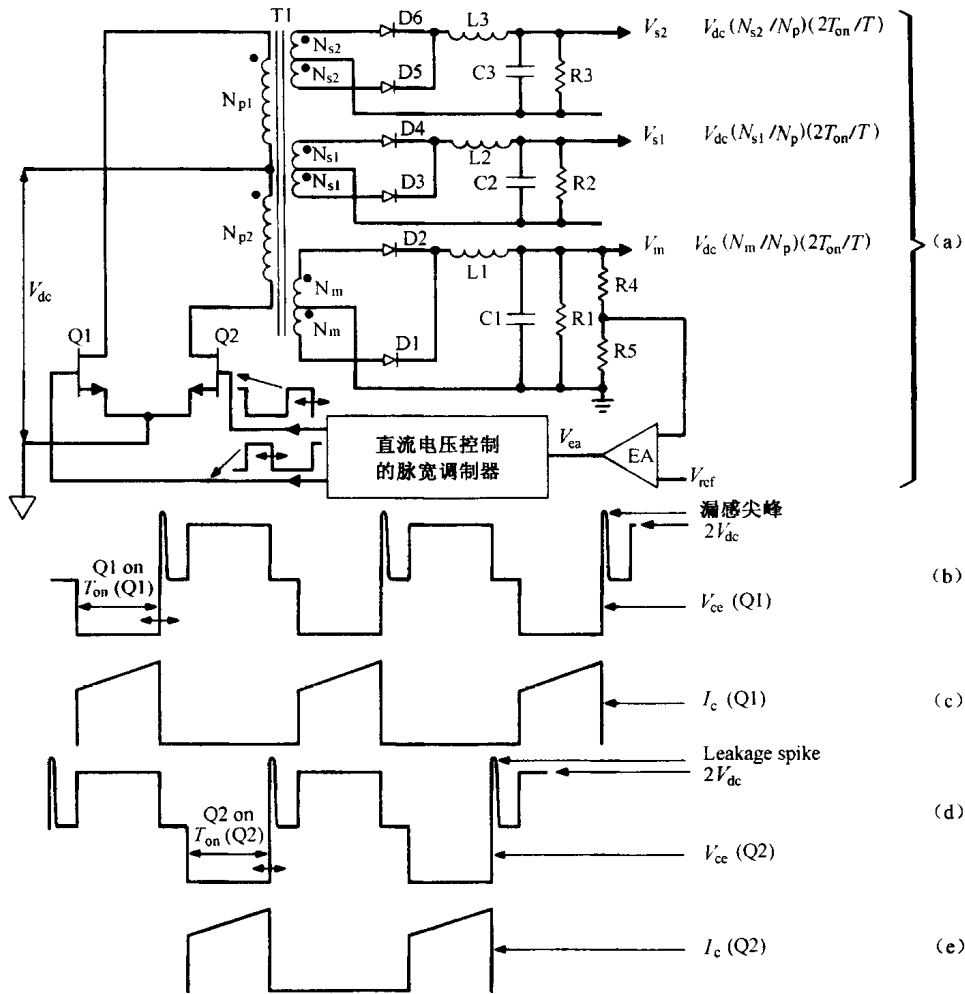 T1
D6
N_s2
N_s2
D5
L3
C3
R3
V_s2 V_dc(N_s2/N_p)(2T_on/T)
N_p1
D4
N_s1
N_s1
D3
L2
C2
R2
V_s1 V_dc(N_s1/N_p)(2T_on/T)
N_p2
D2
N_m
N_m
D1
L1
C1
R1
R4
R5
V_m V_dc(N_m/N_p)(2T_on/T)
(a)
V_dc
Q1
Q2
直流电压控制
的脉宽调制器
V_ea
EA
V_ref
漏感尖峰
2V_dc
Q1 on
T_on (Q1)
(b)
V_ce (Q1)
I_c (Q1)
(c)
Leakage spike
2V_dc
Q2 on
T_on (Q2)
(d)
V_ce (Q2)
I_c (Q2)
(e)